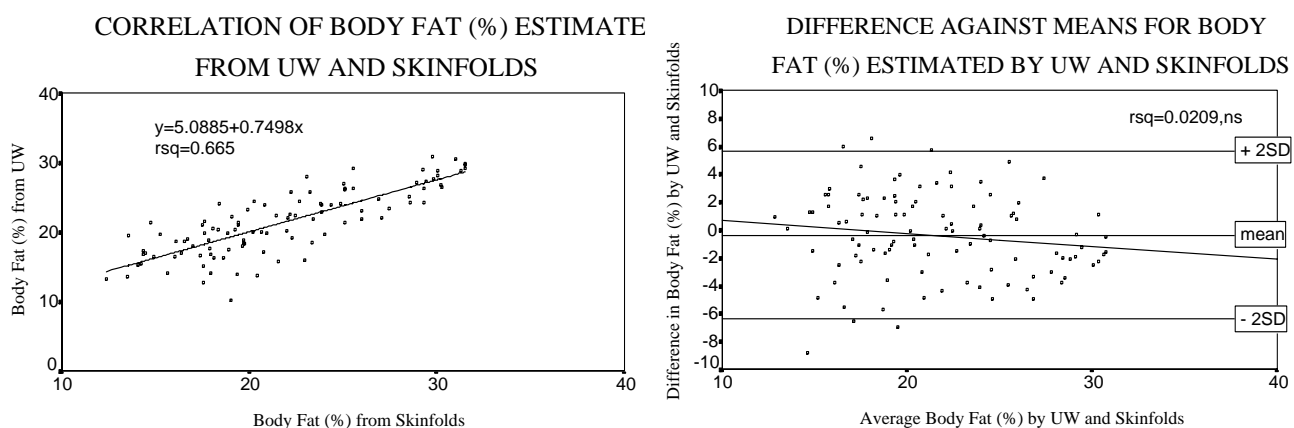 CORRELATION OF BODY FAT (%) ESTIMATE
FROM UW AND SKINFOLDS
Body Fat (%) from UW
40
30
20
10
0
y=5.0885+0.7498x
rsq=0.665
10 20 30 40
Body Fat (%) from Skinfolds
DIFFERENCE AGAINST MEANS FOR BODY
FAT (%) ESTIMATED BY UW AND SKINFOLDS
Difference in Body Fat (%) by UW and Skinfolds
10
8
6
4
2
0
-2
-4
-6
-8
-10
rsq=0.0209,ns
+ 2SD
mean
- 2SD
10 20 30 40
Average Body Fat (%) by UW and Skinfolds